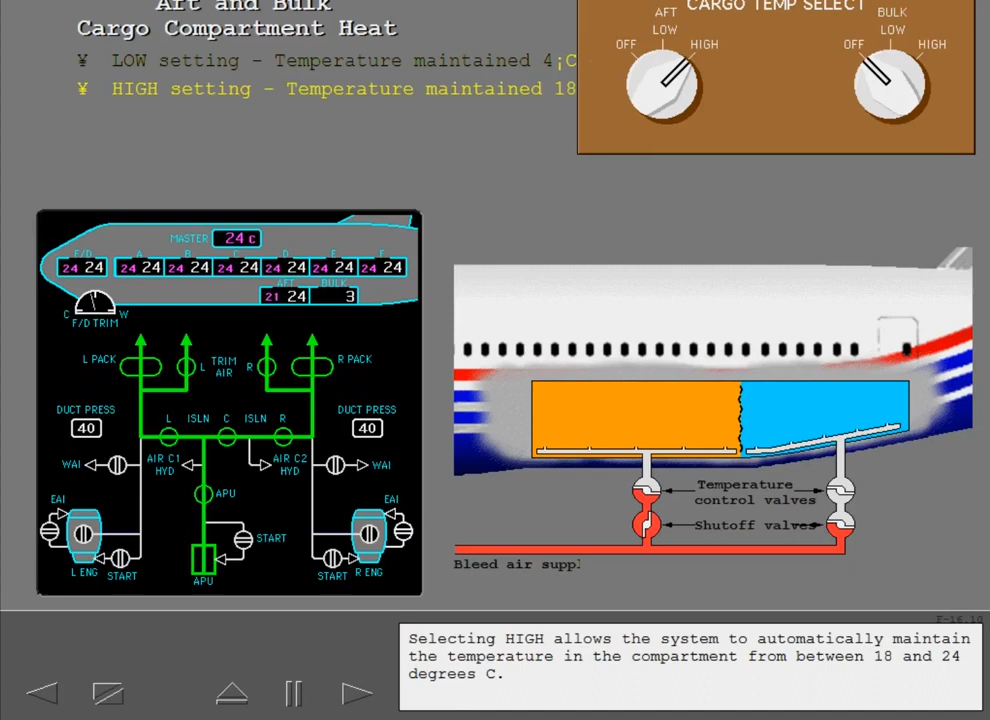 Aft and Bulk
Cargo Compartment Heat
¥ LOW setting - Temperature maintained 4¡C
¥ HIGH setting - Temperature maintained 18
CARGO TEMP SELECT
AFT
BULK
LOW
LOW
OFF
HIGH
OFF
HIGH
MASTER 24 c
F/D A B C D E F
24 24 24 24 24 24 24 24 24 24 24 24 24 24
AFT BULK
21 24 3
C W
F/D TRIM
L PACK
L TRIM AIR R
R PACK
DUCT PRESS
40
L ISLN C ISLN R
DUCT PRESS
40
WAI
AIR C1
HYD
AIR C2
HYD
WAI
EAI
APU
EAI
START
L ENG START
APU
START R ENG
Temperature
control valves
Shutoff valves
Bleed air suppl
F-16.10
Selecting HIGH allows the system to automatically maintain
the temperature in the compartment from between 18 and 24
degrees C.